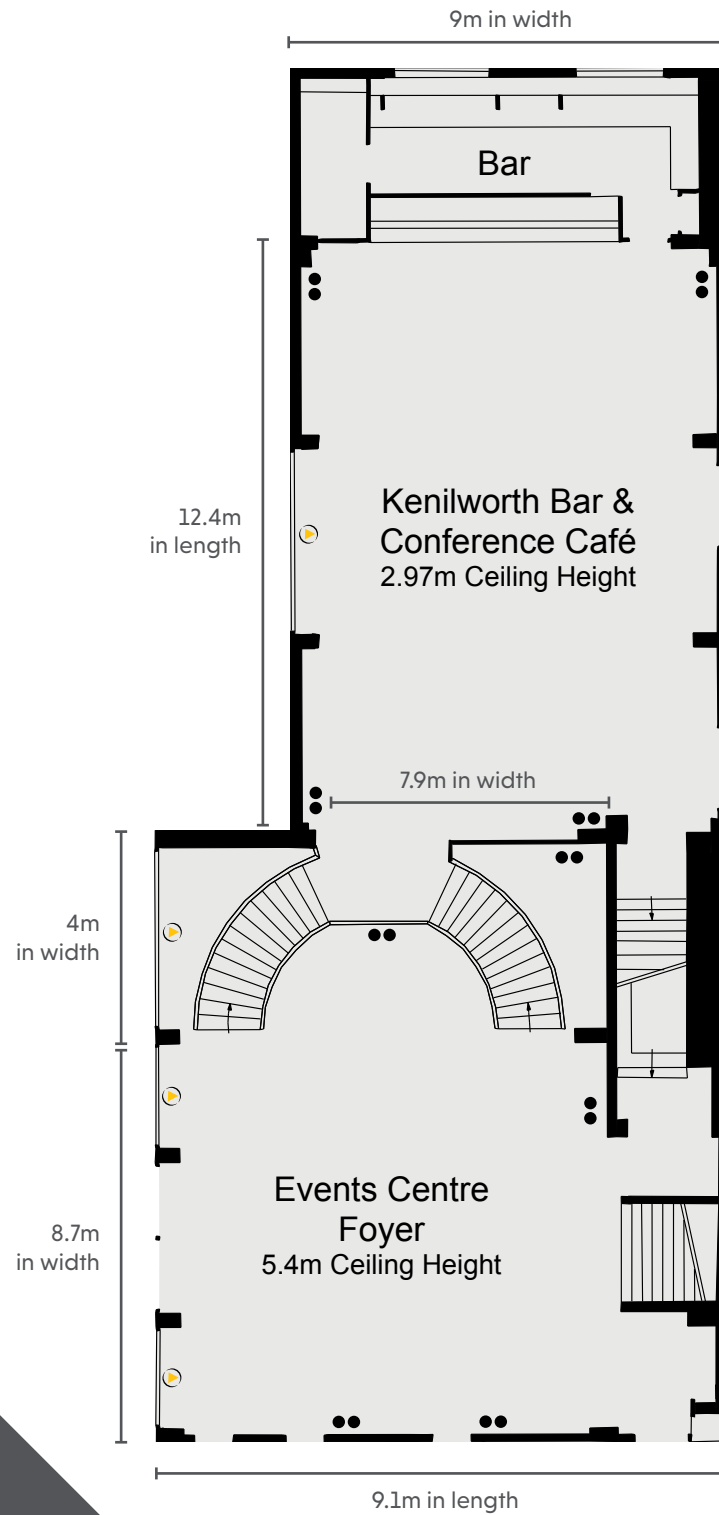 9m in width
Bar
12.4m
in length
Kenilworth Bar &
Conference Café
2.97m Ceiling Height
7.9m in width
4m
in width
8.7m
in width
Events Centre
Foyer
5.4m Ceiling Height
9.1m in length